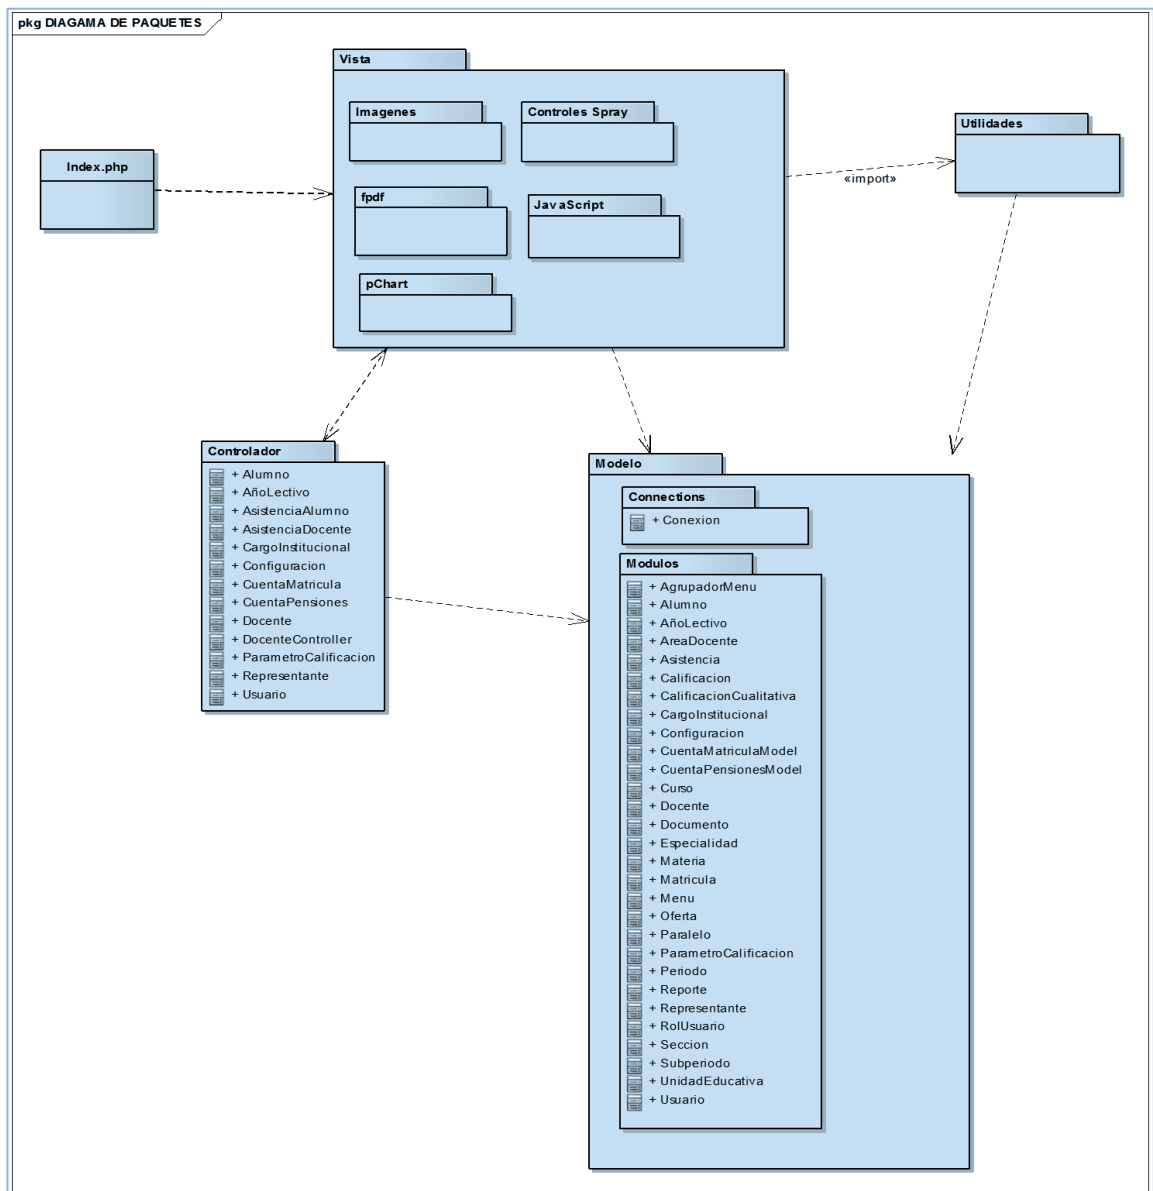 pkg DIAGAMA DE PAQUETES
Vista
Imagenes
Controles Spray
fpdf
JavaScript
pChart
Index.php
Utilidades
«import»
Controlador
+ Alumno
+ AñoLectivo
+ AsistenciaAlumno
+ AsistenciaDocente
+ CargoInstitucional
+ Configuracion
+ CuentaMatricula
+ CuentaPensiones
+ Docente
+ DocenteController
+ ParametroCalificacion
+ Representante
+ Usuario
Modelo
Connections
+ Conexion
Modulos
+ AgrupadorMenu
+ Alumno
+ AñoLectivo
+ AreaDocente
+ Asistencia
+ Calificacion
+ CalificacionCualitativa
+ CargoInstitucional
+ Configuracion
+ CuentaMatriculaModel
+ CuentaPensionesModel
+ Curso
+ Docente
+ Documento
+ Especialidad
+ Materia
+ Matricula
+ Menu
+ Oferta
+ Paralelo
+ ParametroCalificacion
+ Periodo
+ Reporte
+ Representante
+ RolUsuario
+ Seccion
+ Subperiodo
+ UnidadEducativa
+ Usuario